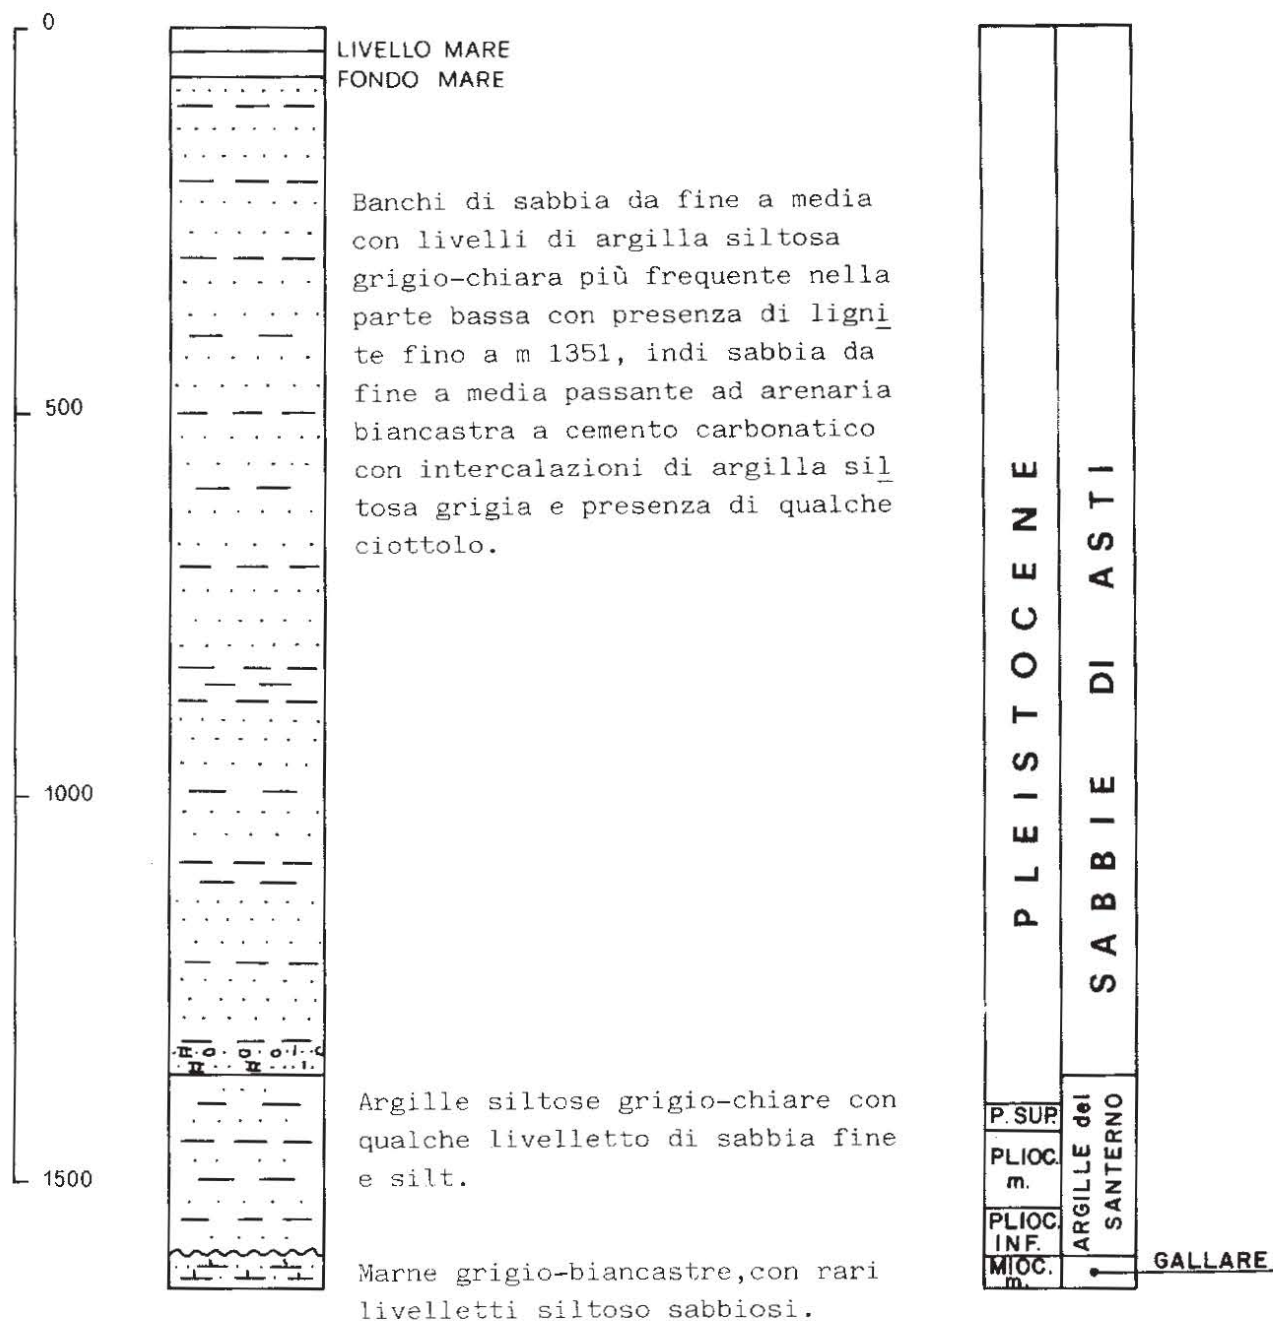 0
LIVELLO MARE
FONDO MARE
Banchi di sabbia da fine a media
con livelli di argilla siltosa
grigio-chiara più frequente nella
parte bassa con presenza di ligni
te fino a m 1351, indi sabbia da
fine a media passante ad arenaria
biancastra a cemento carbonatico
con intercalazioni di argilla sil
tosa grigia e presenza di qualche
ciottolo.
500
1000
1500
Argille siltose grigio-chiare con
qualche livelletto di sabbia fine
e silt.
Marne grigio-biancastre,con rari
livelletti siltoso sabbiosi.
PLEISTOCENE
SABBIE DI ASTI
P. SUP.
PLIOC.
m.
PLIOC.
INF.
MIOC.
m.
ARGILLE del
SANTERNO
GALLARE